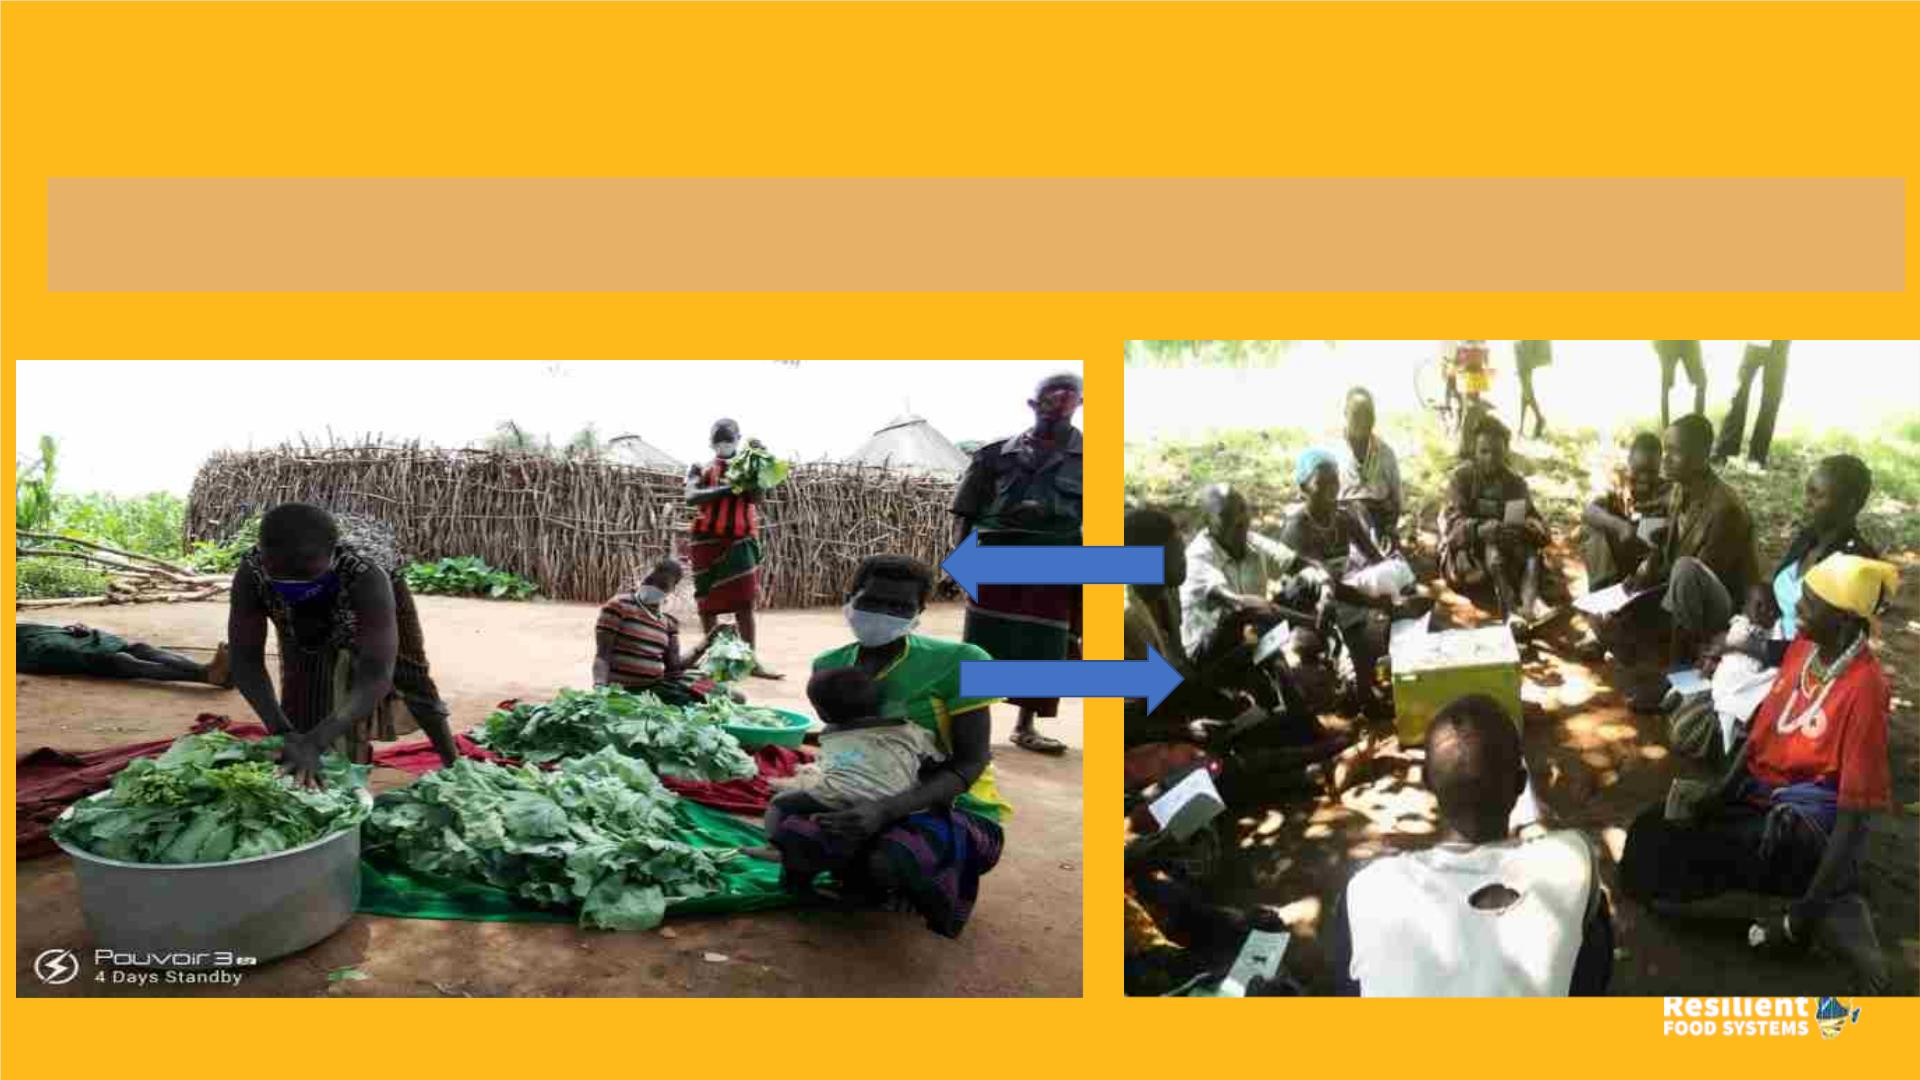 Pouvoir 3
4 Days Standby
Resilient
FOOD SYSTEMS